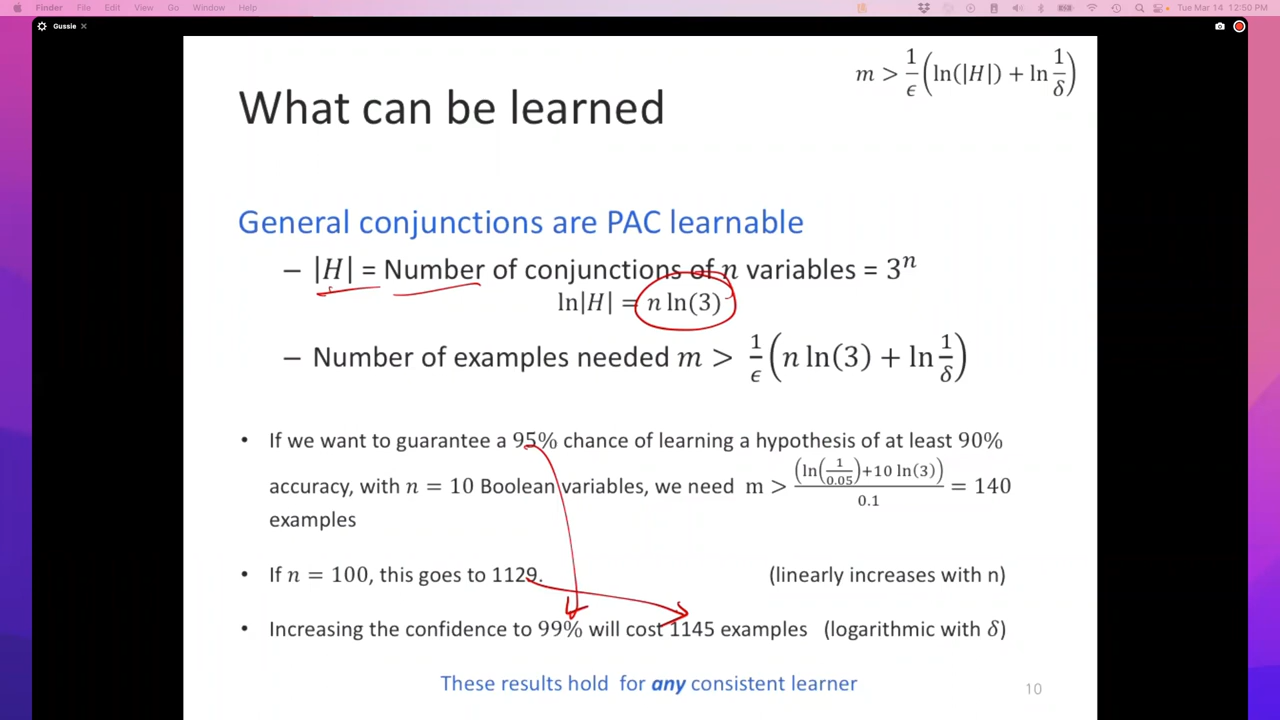 Finder File Edit View Go Window Help Tue Mar 14 12:50 PM
Gussie ×
m > 1/ϵ (ln(|H|) + ln 1/δ)
What can be learned
General conjunctions are PAC learnable
– |H| = Number of conjunctions of n variables = 3ⁿ
ln|H| = n ln(3)
– Number of examples needed m > 1/ϵ (n ln(3) + ln 1/δ)
• If we want to guarantee a 95% chance of learning a hypothesis of at least 90%
accuracy, with n = 10 Boolean variables, we need m > (ln(1/0.05)+10 ln(3))/0.1 = 140
examples
• If n = 100, this goes to 1129. (linearly increases with n)
• Increasing the confidence to 99% will cost 1145 examples (logarithmic with δ)
These results hold for any consistent learner
10